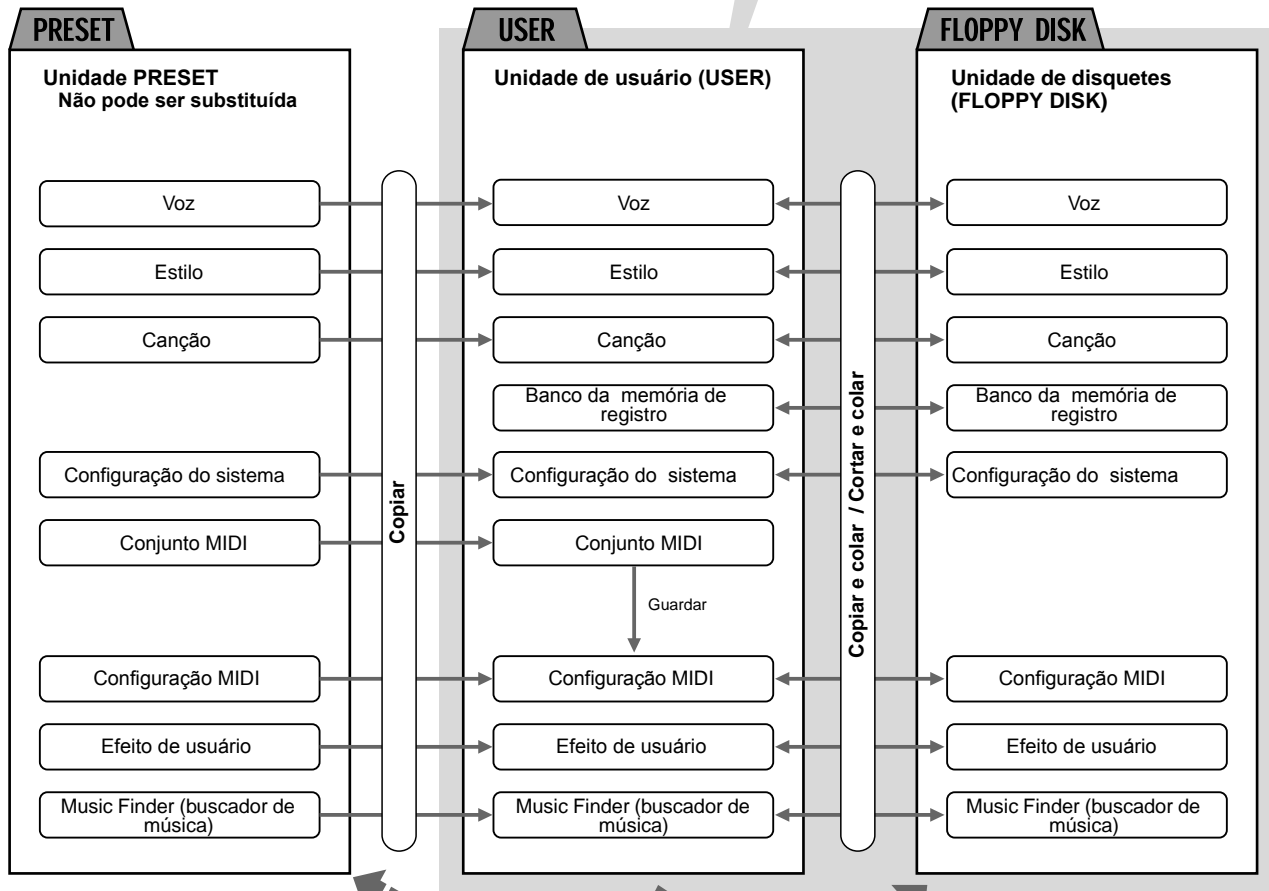 PRESET
Unidade PRESET
Não pode ser substituída
Voz
Estilo
Canção
Configuração do sistema
Conjunto MIDI
Configuração MIDI
Efeito de usuário
Music Finder (buscador de
música)
Copiar
USER
Unidade de usuário (USER)
Voz
Estilo
Canção
Banco da memória de
registro
Configuração do sistema
Conjunto MIDI
Guardar
Configuração MIDI
Efeito de usuário
Music Finder (buscador de
música)
Copiar e colar / Cortar e colar
FLOPPY DISK
Unidade de disquetes
(FLOPPY DISK)
Voz
Estilo
Canção
Banco da memória de
registro
Configuração do sistema
Configuração MIDI
Efeito de usuário
Music Finder (buscador de
música)